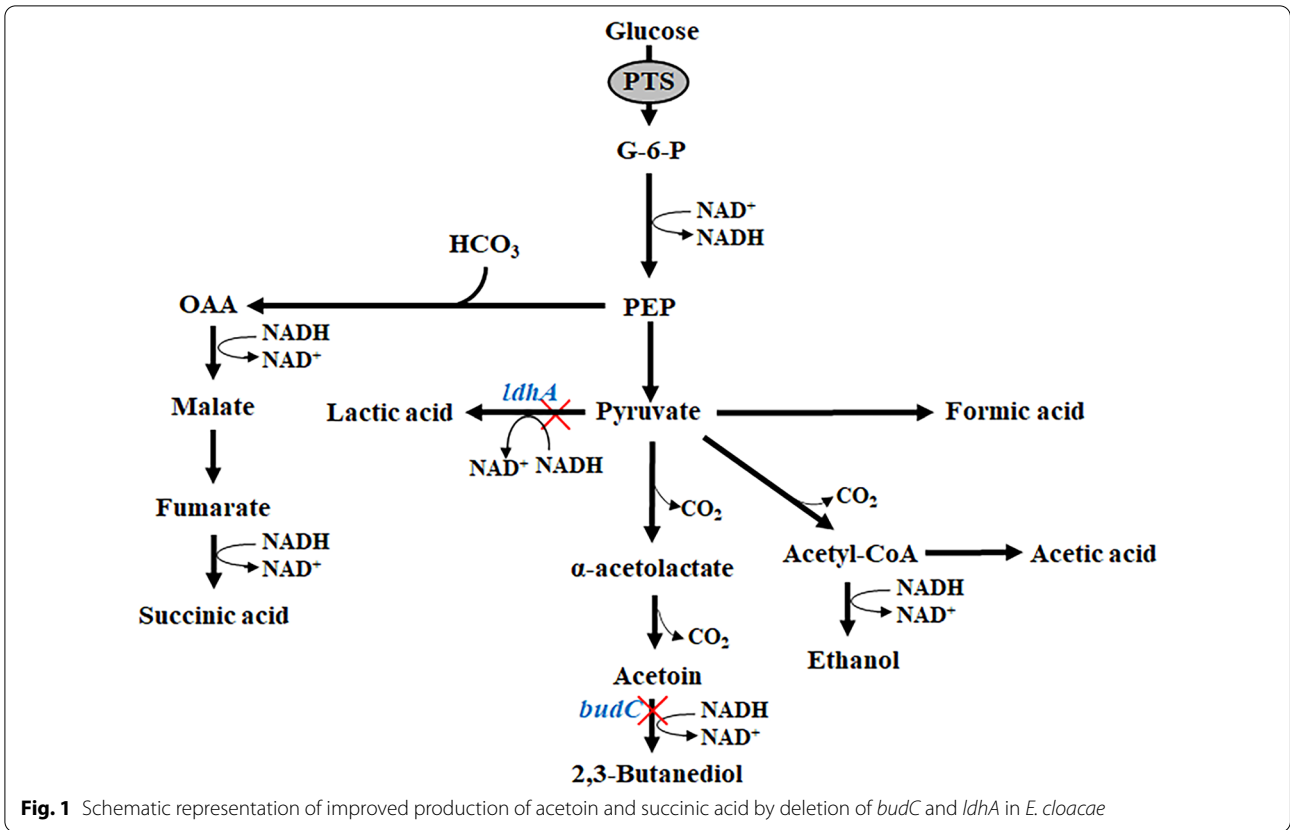 Glucose
PTS
G-6-P
NAD⁺
NADH
HCO₃
OAA
PEP
NADH
NAD⁺
ldhA
Malate
Lactic acid
Pyruvate
Formic acid
NAD⁺ NADH
CO₂
CO₂
Fumarate
NADH
NAD⁺
α-acetolactate
Acetyl-CoA
Acetic acid
NADH
NAD⁺
Succinic acid
CO₂
Ethanol
Acetoin
budC
NADH
NAD⁺
2,3-Butanediol
Fig. 1 Schematic representation of improved production of acetoin and succinic acid by deletion of budC and ldhA in E. cloacae